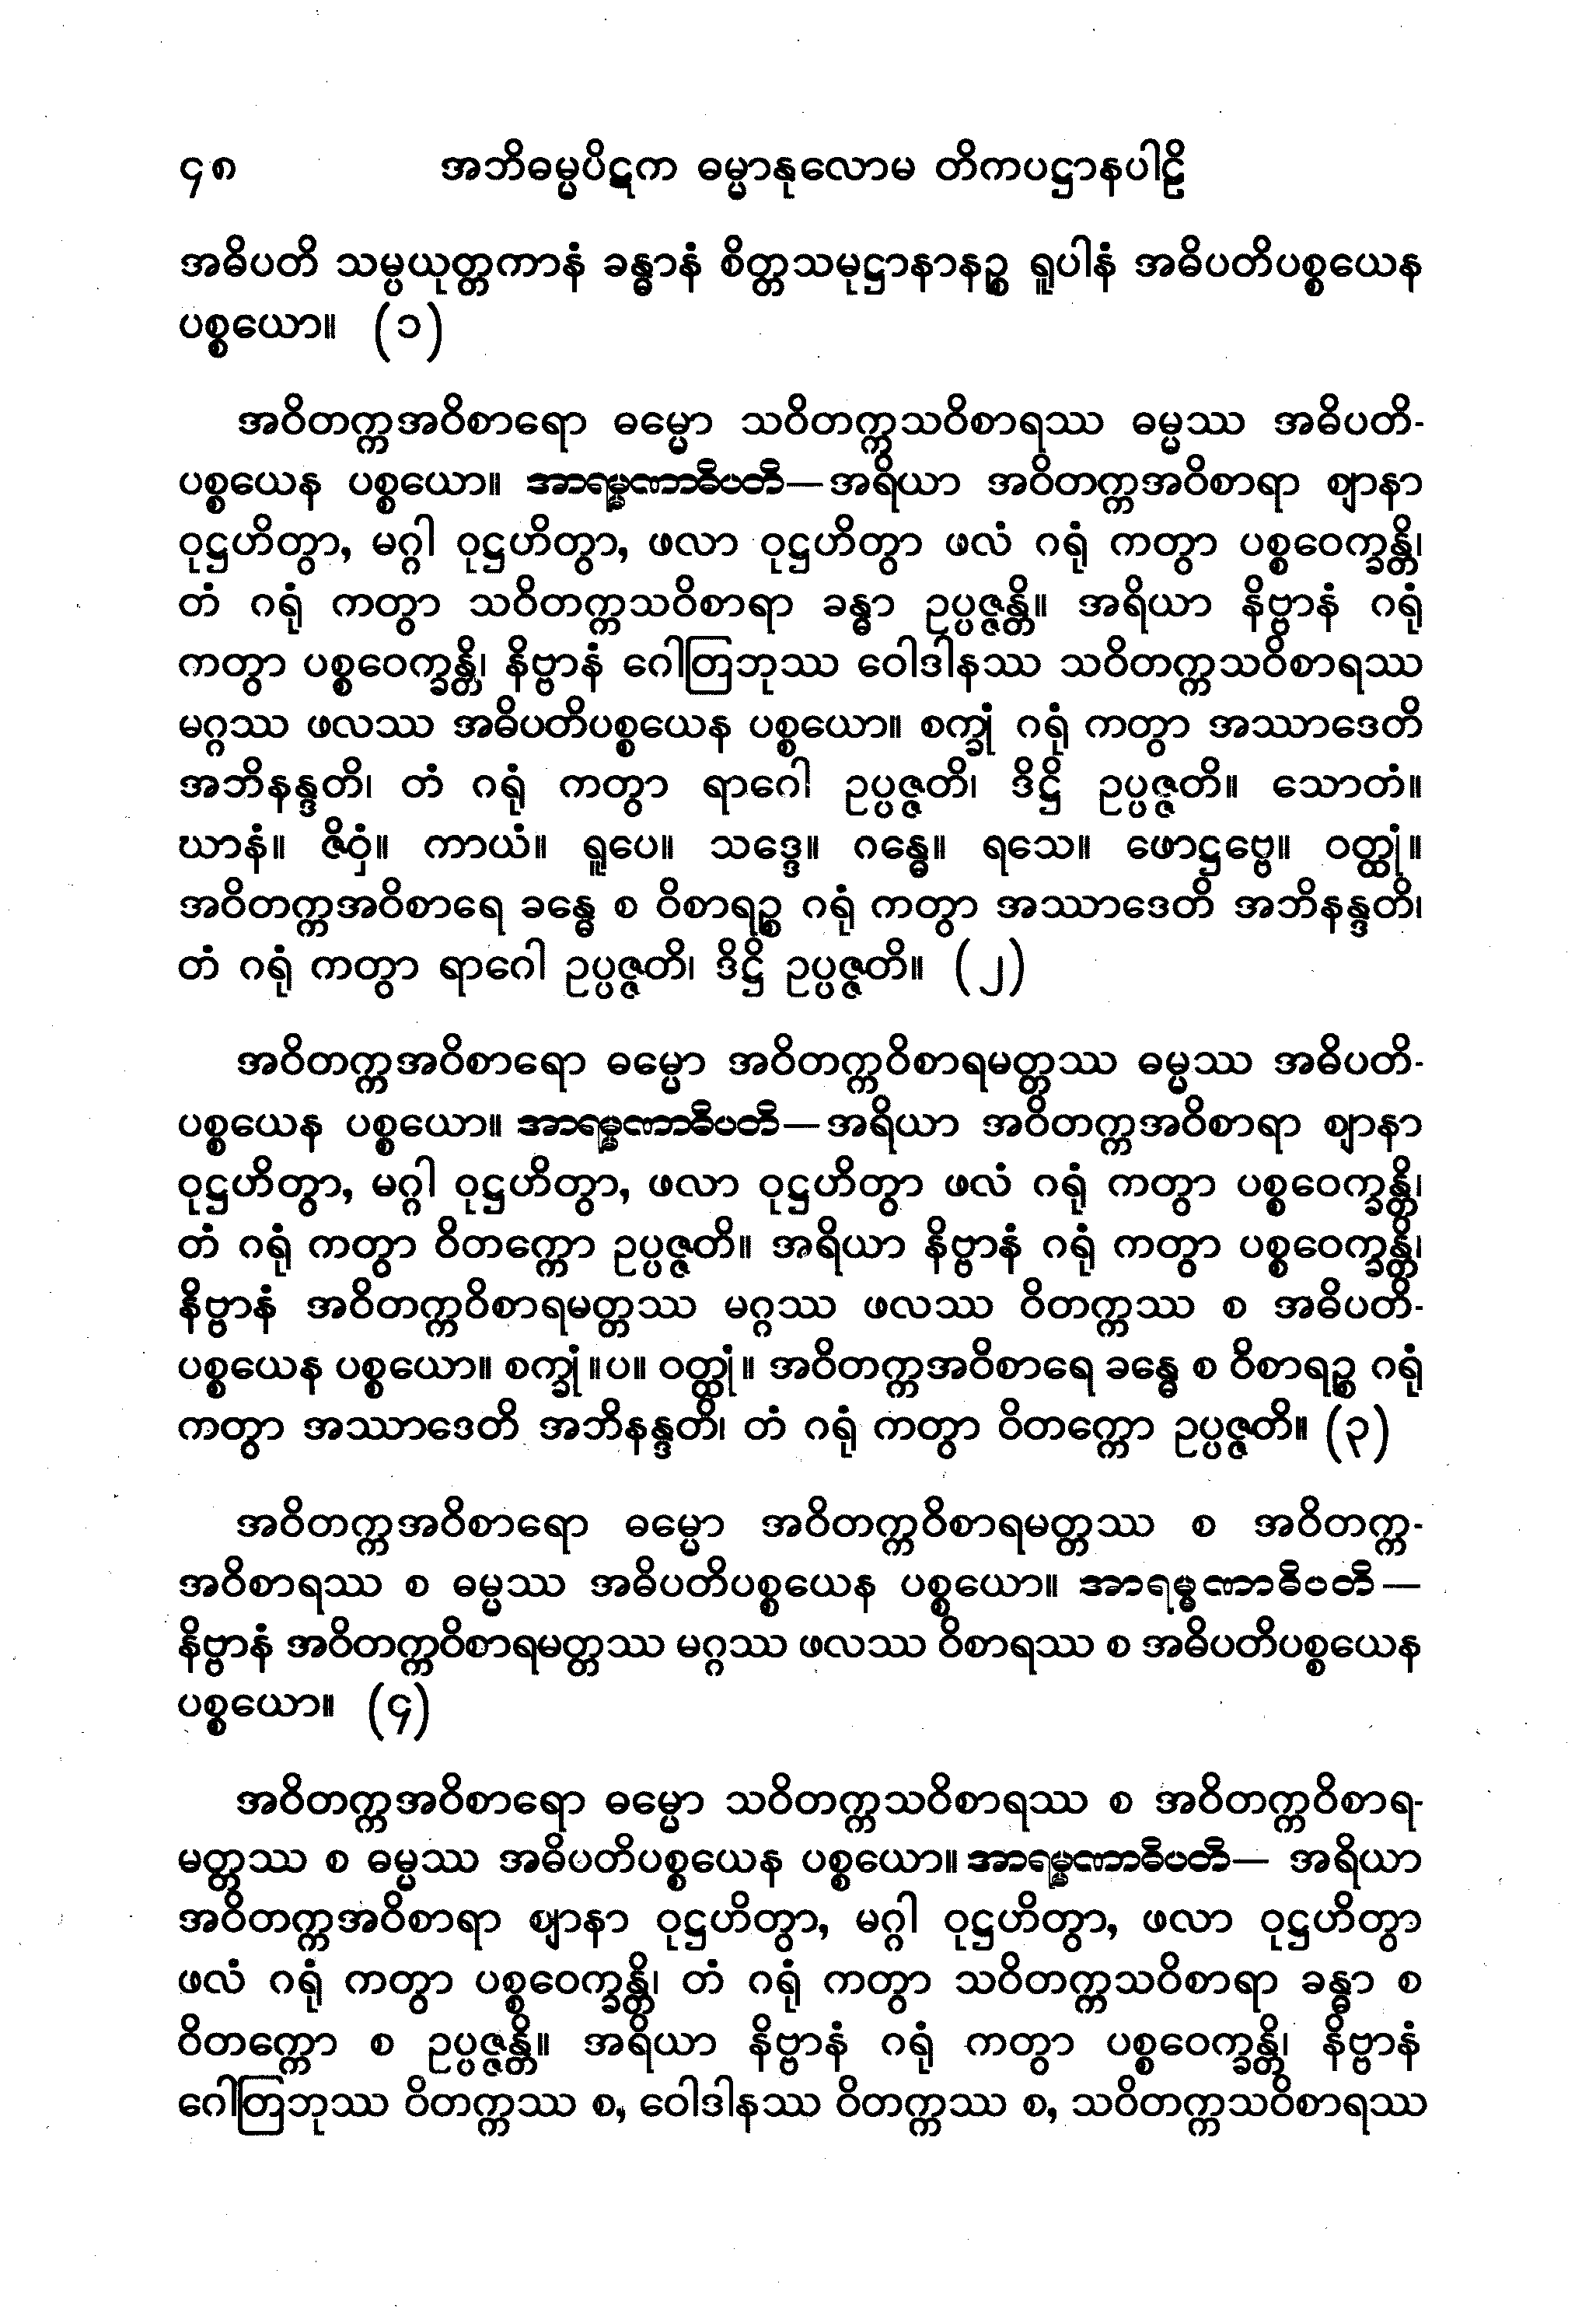 ၄၈ အဘိဓမ္မပိဋက ဓမ္မာနုလောမ တိကပဋ္ဌာနပါဠိ
အဓိပတိ သမ္ပယုတ္တကာနံ ခန္ဓာနံ စိတ္တသမုဋ္ဌာနာနဉ္စ ရူပါနံ အဓိပတိပစ္စယေန
ပစ္စယော။ (၁)
အဝိတက္ကအဝိစာရော ဓမ္မော သဝိတက္ကသဝိစာရဿ ဓမ္မဿ အဓိပတိ-
ပစ္စယေန ပစ္စယော။ အာရမ္မဏာဓိပတိ—အရိယာ အဝိတက္ကအဝိစာရာ ဈာနာ
ဝုဋ္ဌဟိတွာ, မဂ္ဂါ ဝုဋ္ဌဟိတွာ, ဖလာ ဝုဋ္ဌဟိတွာ ဖလံ ဂရုံ ကတွာ ပစ္စဝေက္ခန္တိ၊
တံ ဂရုံ ကတွာ သဝိတက္ကသဝိစာရာ ခန္ဓာ ဥပ္ပဇ္ဇန္တိ။ အရိယာ နိဗ္ဗာနံ ဂရုံ
ကတွာ ပစ္စဝေက္ခန္တိ၊ နိဗ္ဗာနံ ဂေါတြဘုဿ ဝေါဒါနဿ သဝိတက္ကသဝိစာရဿ
မဂ္ဂဿ ဖလဿ အဓိပတိပစ္စယေန ပစ္စယော။ စက္ခုံ ဂရုံ ကတွာ အဿာဒေတိ
အဘိနန္ဒတိ၊ တံ ဂရုံ ကတွာ ရာဂေါ ဥပ္ပဇ္ဇတိ၊ ဒိဋ္ဌိ ဥပ္ပဇ္ဇတိ။ သောတံ။
ဃာနံ။ ဇိဝှံ။ ကာယံ။ ရူပေ။ သဒ္ဒေ။ ဂန္ဓေ။ ရသေ။ ဖောဋ္ဌဗ္ဗေ။ ဝတ္ထုံ။
အဝိတက္ကအဝိစာရေ ခန္ဓေ စ ဝိစာရဉ္စ ဂရုံ ကတွာ အဿာဒေတိ အဘိနန္ဒတိ၊
တံ ဂရုံ ကတွာ ရာဂေါ ဥပ္ပဇ္ဇတိ၊ ဒိဋ္ဌိ ဥပ္ပဇ္ဇတိ။ (၂)
အဝိတက္ကအဝိစာရော ဓမ္မော အဝိတက္ကဝိစာရမတ္တဿ ဓမ္မဿ အဓိပတိ-
ပစ္စယေန ပစ္စယော။ အာရမ္မဏာဓိပတိ—အရိယာ အဝိတက္ကအဝိစာရာ ဈာနာ
ဝုဋ္ဌဟိတွာ, မဂ္ဂါ ဝုဋ္ဌဟိတွာ, ဖလာ ဝုဋ္ဌဟိတွာ ဖလံ ဂရုံ ကတွာ ပစ္စဝေက္ခန္တိ၊
တံ ဂရုံ ကတွာ ဝိတက္ကော ဥပ္ပဇ္ဇတိ။ အရိယာ နိဗ္ဗာနံ ဂရုံ ကတွာ ပစ္စဝေက္ခန္တိ၊
နိဗ္ဗာနံ အဝိတက္ကဝိစာရမတ္တဿ မဂ္ဂဿ ဖလဿ ဝိတက္ကဿ စ အဓိပတိ-
ပစ္စယေန ပစ္စယော။ စက္ခုံ။ပ။ ဝတ္ထုံ။ အဝိတက္ကအဝိစာရေ ခန္ဓေ စ ဝိစာရဉ္စ ဂရုံ
ကတွာ အဿာဒေတိ အဘိနန္ဒတိ၊ တံ ဂရုံ ကတွာ ဝိတက္ကော ဥပ္ပဇ္ဇတိ။ (၃)
အဝိတက္ကအဝိစာရော ဓမ္မော အဝိတက္ကဝိစာရမတ္တဿ စ အဝိတက္က-
အဝိစာရဿ စ ဓမ္မဿ အဓိပတိပစ္စယေန ပစ္စယော။ အာရမ္မဏာဓိပတိ—
နိဗ္ဗာနံ အဝိတက္ကဝိစာရမတ္တဿ မဂ္ဂဿ ဖလဿ ဝိစာရဿ စ အဓိပတိပစ္စယေန
ပစ္စယော။ (၄)
အဝိတက္ကအဝိစာရော ဓမ္မော သဝိတက္ကသဝိစာရဿ စ အဝိတက္ကဝိစာရ-
မတ္တဿ စ ဓမ္မဿ အဓိပတိပစ္စယေန ပစ္စယော။ အာရမ္မဏာဓိပတိ— အရိယာ
အဝိတက္ကအဝိစာရာ ဈာနာ ဝုဋ္ဌဟိတွာ, မဂ္ဂါ ဝုဋ္ဌဟိတွာ, ဖလာ ဝုဋ္ဌဟိတွာ
ဖလံ ဂရုံ ကတွာ ပစ္စဝေက္ခန္တိ၊ တံ ဂရုံ ကတွာ သဝိတက္ကသဝိစာရာ ခန္ဓာ စ
ဝိတက္ကော စ ဥပ္ပဇ္ဇန္တိ။ အရိယာ နိဗ္ဗာနံ ဂရုံ ကတွာ ပစ္စဝေက္ခန္တိ၊ နိဗ္ဗာနံ
ဂေါတြဘုဿ ဝိတက္ကဿ စ, ဝေါဒါနဿ ဝိတက္ကဿ စ, သဝိတက္ကသဝိစာရဿ